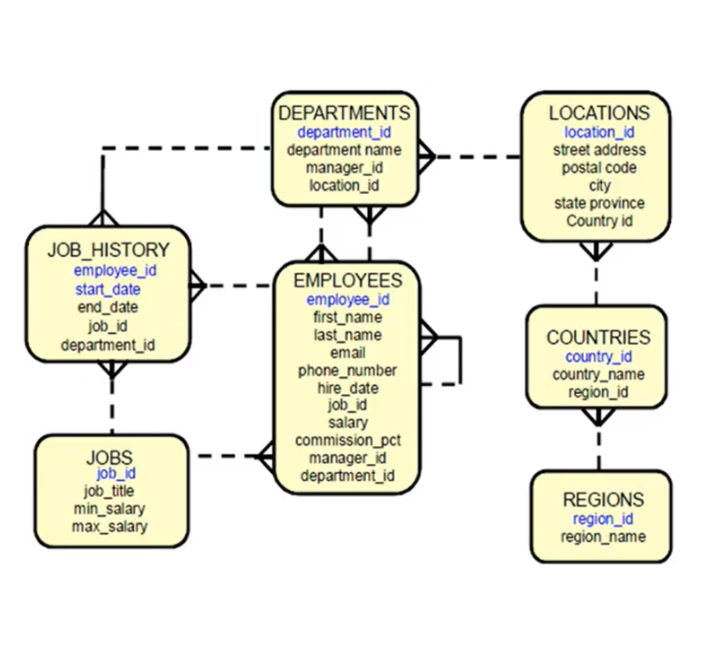 DEPARTMENTS
department_id
department name
manager_id
location_id
LOCATIONS
location_id
street address
postal code
city
state province
Country id
JOB_HISTORY
employee_id
start_date
end_date
job_id
department_id
EMPLOYEES
employee_id
first_name
last_name
email
phone_number
hire_date
job_id
salary
commission_pct
manager_id
department_id
COUNTRIES
country_id
country_name
region_id
JOBS
job_id
job_title
min_salary
max_salary
REGIONS
region_id
region_name